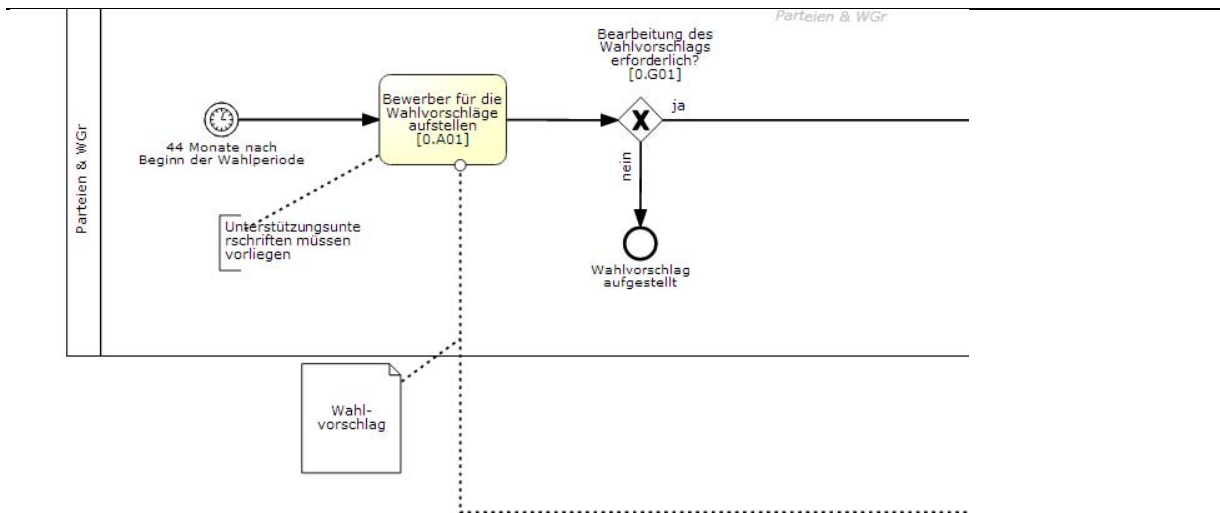 Parteien & WGr
Parteien & WGr
44 Monate nach
Beginn der Wahlperiode
Bewerber für die
Wahlvorschläge
aufstellen
[0.A01]
Bearbeitung des
Wahlvorschlags
erforderlich?
[0.G01]
ja
nein
Unterstützungsunte
rschriften müssen
vorliegen
Wahlvorschlag
aufgestellt
Wahl-
vorschlag